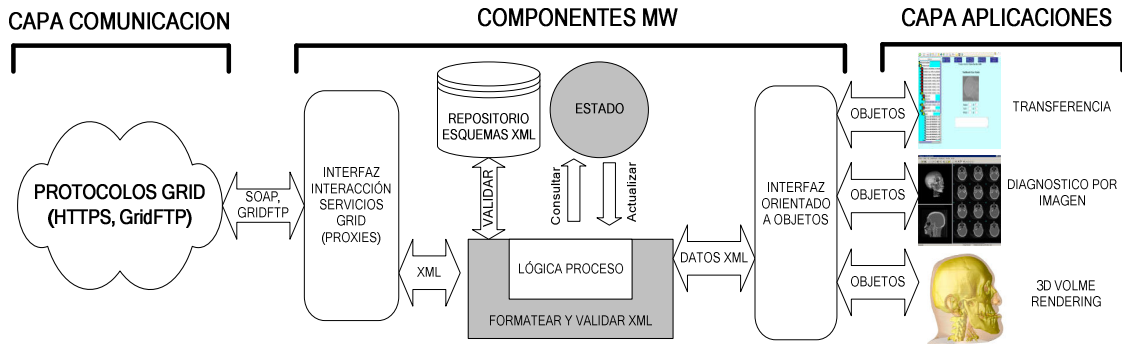 CAPA COMUNICACION
COMPONENTES MW
CAPA APLICACIONES
PROTOCOLOS GRID
(HTTPS, GridFTP)
SOAP,
GRIDFTP
INTERFAZ
INTERACCIÓN
SERVICIOS
GRID
(PROXIES)
XML
REPOSITORIO
ESQUEMAS XML
ESTADO
VALIDAR
Consultar
Actualizar
LÓGICA PROCESO
FORMATEAR Y VALIDAR XML
DATOS XML
INTERFAZ
ORIENTADO
A OBJETOS
OBJETOS
TRANSFERENCIA
OBJETOS
DIAGNOSTICO POR
IMAGEN
OBJETOS
3D VOLME
RENDERING